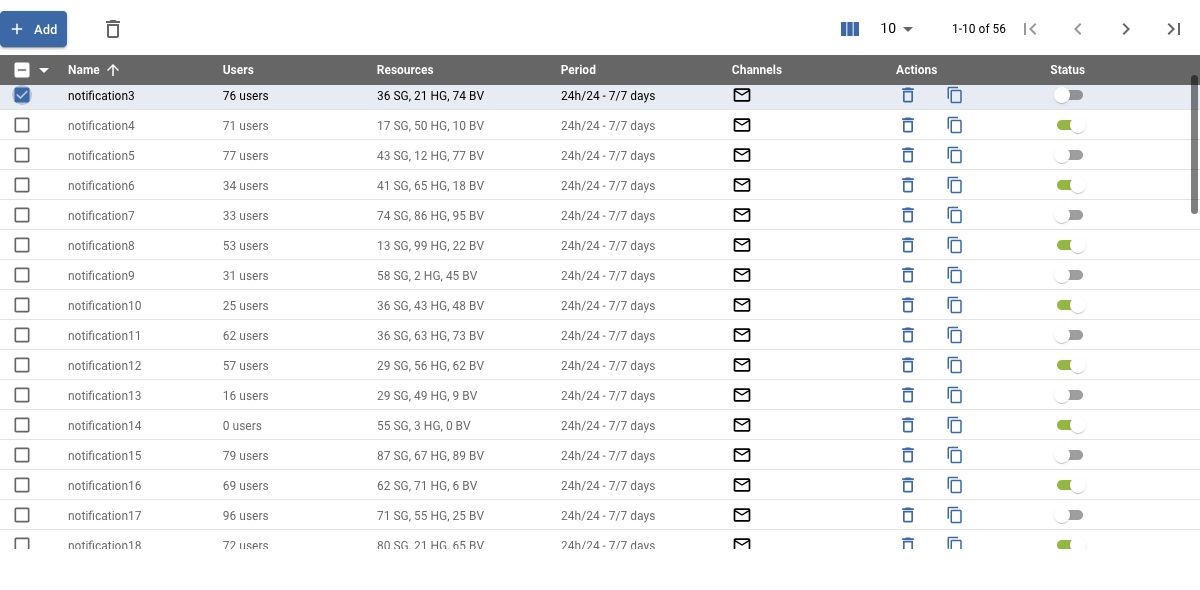 Add 10 1-10 of 56
Name Users Resources Period Channels Actions Status
notification3 76 users 36 SG, 21 HG, 74 BV 24h/24 - 7/7 days
notification4 71 users 17 SG, 50 HG, 10 BV 24h/24 - 7/7 days
notification5 77 users 43 SG, 12 HG, 77 BV 24h/24 - 7/7 days
notification6 34 users 41 SG, 65 HG, 18 BV 24h/24 - 7/7 days
notification7 33 users 74 SG, 86 HG, 95 BV 24h/24 - 7/7 days
notification8 53 users 13 SG, 99 HG, 22 BV 24h/24 - 7/7 days
notification9 31 users 58 SG, 2 HG, 45 BV 24h/24 - 7/7 days
notification10 25 users 36 SG, 43 HG, 48 BV 24h/24 - 7/7 days
notification11 62 users 36 SG, 63 HG, 73 BV 24h/24 - 7/7 days
notification12 57 users 29 SG, 56 HG, 62 BV 24h/24 - 7/7 days
notification13 16 users 29 SG, 49 HG, 9 BV 24h/24 - 7/7 days
notification14 0 users 55 SG, 3 HG, 0 BV 24h/24 - 7/7 days
notification15 79 users 87 SG, 67 HG, 89 BV 24h/24 - 7/7 days
notification16 69 users 62 SG, 71 HG, 6 BV 24h/24 - 7/7 days
notification17 96 users 71 SG, 55 HG, 25 BV 24h/24 - 7/7 days
notification18 72 users 80 SG, 21 HG, 65 BV 24h/24 - 7/7 days